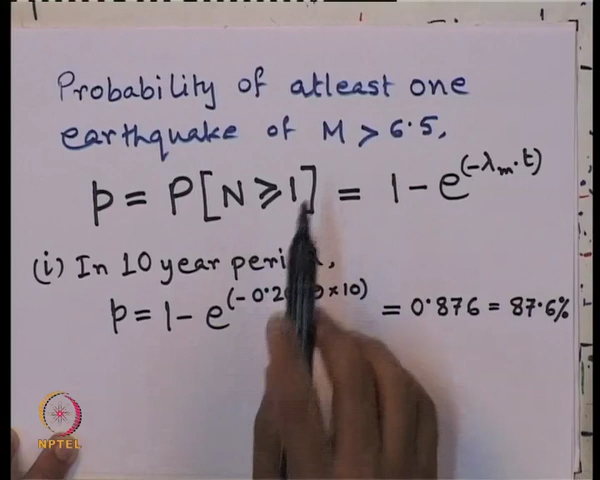 Probability of atleast one
earthquake of M > 6.5,
p = P[N ≥ 1] = 1 - e^(-λm.t)
(i) In 10 year
p = 1 - e^(-0.2 × 10) = 0.876 = 87.6%
NPTEL